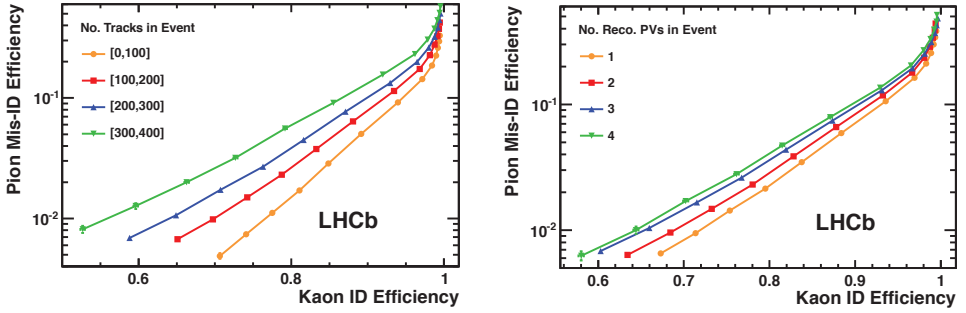 Pion Mis-ID Efficiency
No. Tracks in Event
[0,100]
[100,200]
[200,300]
[300,400]
LHCb
10⁻¹
10⁻²
0.6 0.8 1
Kaon ID Efficiency
Pion Mis-ID Efficiency
No. Reco. PVs in Event
1
2
3
4
LHCb
10⁻¹
10⁻²
0.6 0.7 0.8 0.9 1
Kaon ID Efficiency